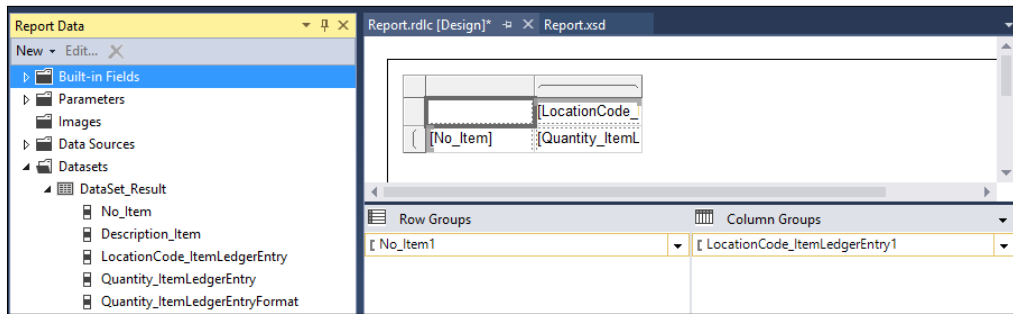 Report Data
New Edit...
Built-in Fields
Parameters
Images
Data Sources
Datasets
DataSet_Result
No_Item
Description_Item
LocationCode_ItemLedgerEntry
Quantity_ItemLedgerEntry
Quantity_ItemLedgerEntryFormat
Report.rdlc [Design]* Report.xsd
[LocationCode_
[No_Item] [Quantity_ItemL
Row Groups Column Groups
[ No_Item1 [ LocationCode_ItemLedgerEntry1